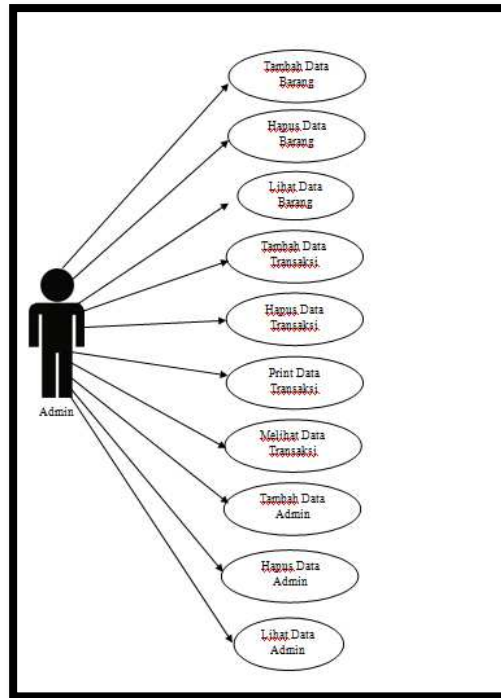 Tambah Data
Barang
Hapus Data
Barang
Lihat Data
Barang
Tambah Data
Transaksi
Hapus Data
Transaksi
Print Data
Transaksi
Admin
Melihat Data
Transaksi
Tambah Data
Admin
Hapus Data
Admin
Lihat Data
Admin